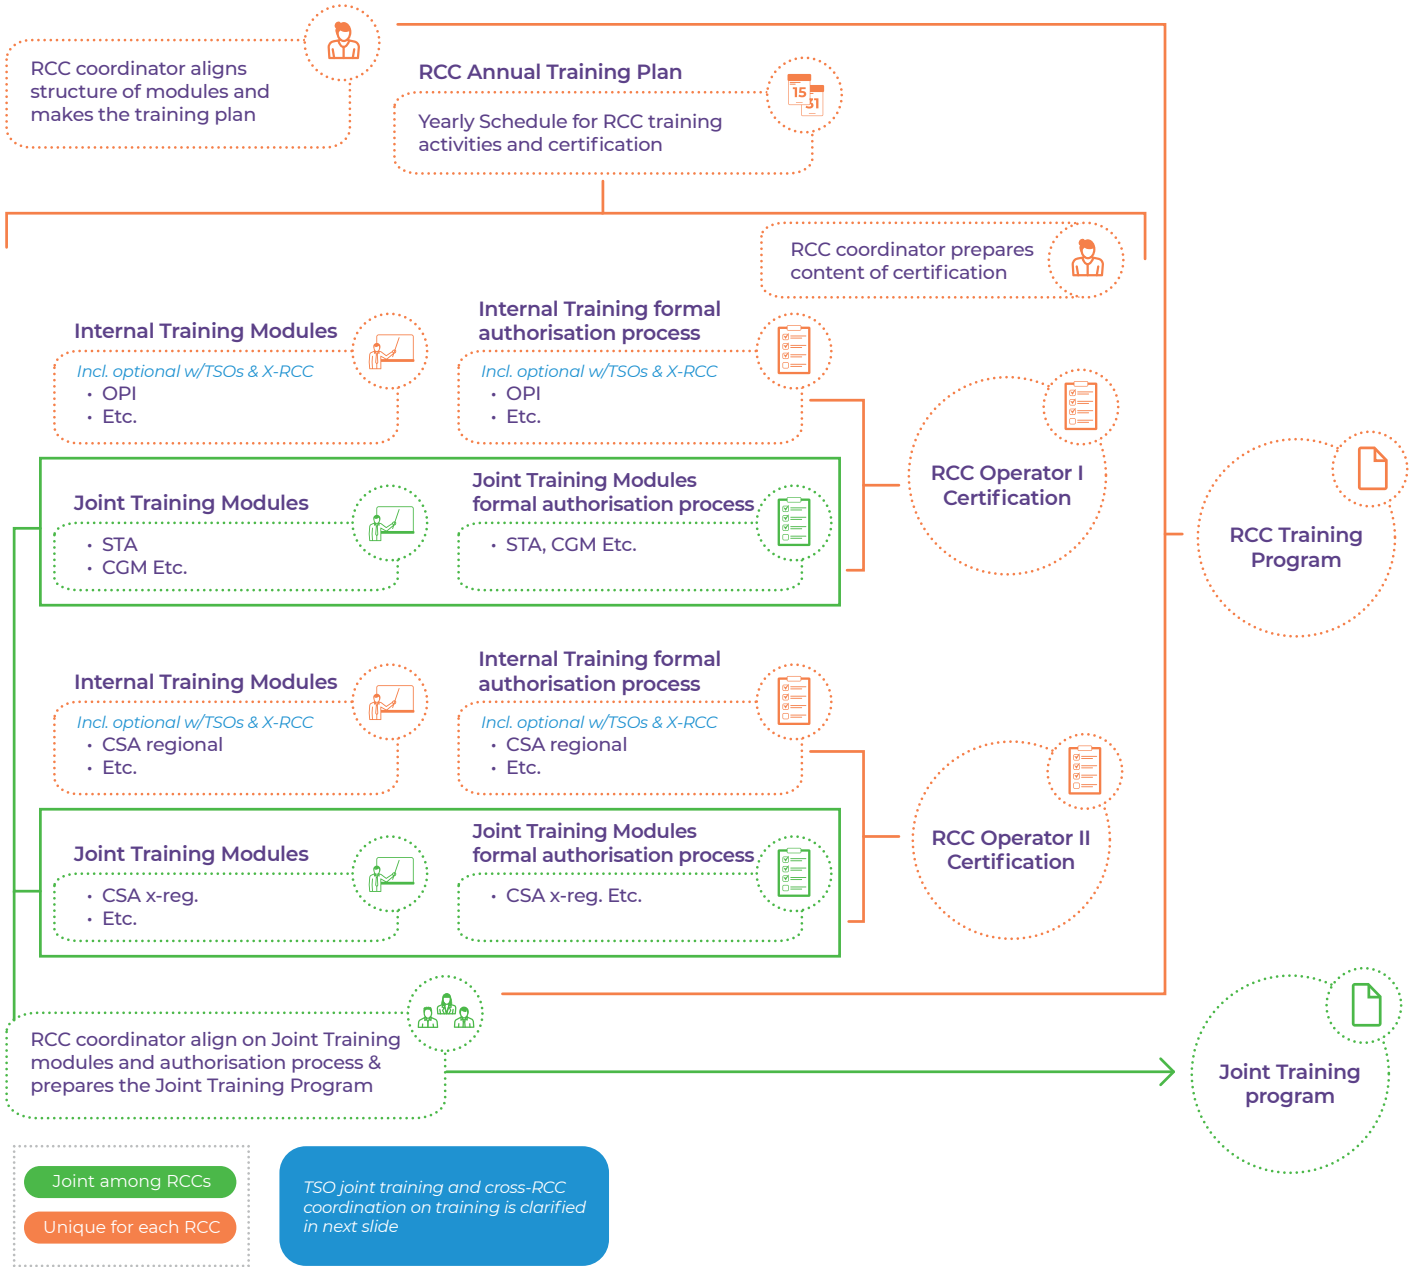 RCC coordinator aligns
structure of modules and
makes the training plan
RCC Annual Training Plan
Yearly Schedule for RCC training
activities and certification
15
31
RCC coordinator prepares
content of certification
Internal Training Modules
Incl. optional w/TSOs & X-RCC
· OPI
· Etc.
Internal Training formal
authorisation process
Incl. optional w/TSOs & X-RCC
· OPI
· Etc.
Joint Training Modules
· STA
· CGM Etc.
Joint Training Modules
formal authorisation process
· STA, CGM Etc.
RCC Operator I
Certification
RCC Training
Program
Internal Training Modules
Incl. optional w/TSOs & X-RCC
· CSA regional
· Etc.
Internal Training formal
authorisation process
Incl. optional w/TSOs & X-RCC
· CSA regional
· Etc.
Joint Training Modules
· CSA x-reg.
· Etc.
Joint Training Modules
formal authorisation process
· CSA x-reg. Etc.
RCC Operator II
Certification
RCC coordinator align on Joint Training
modules and authorisation process &
prepares the Joint Training Program
Joint Training
program
Joint among RCCs
Unique for each RCC
TSO joint training and cross-RCC
coordination on training is clarified
in next slide